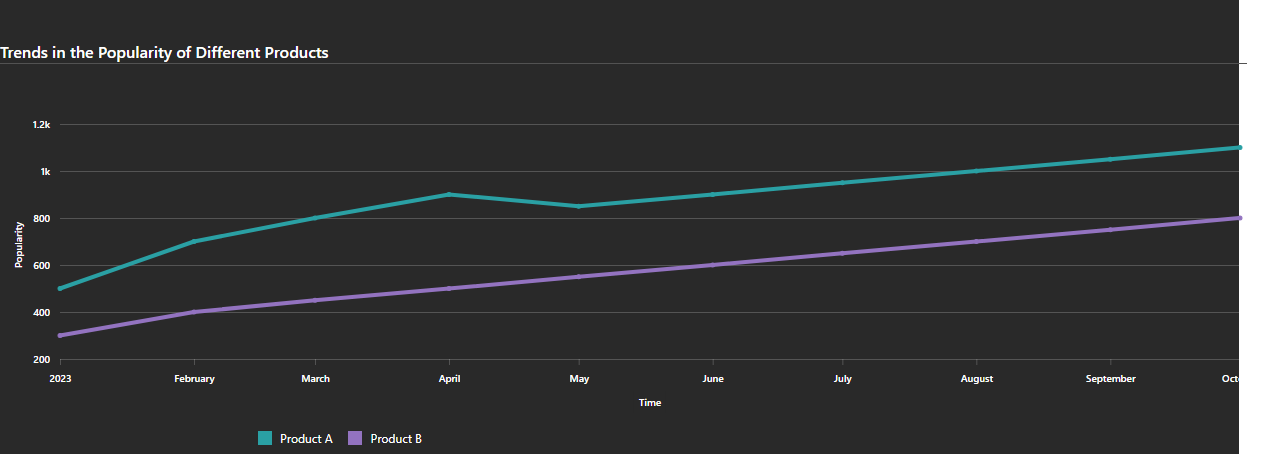 Trends in the Popularity of Different Products
1.2k
1k
800
600
400
200
Popularity
2023 February March April May June July August September Octo
Time
Product A Product B